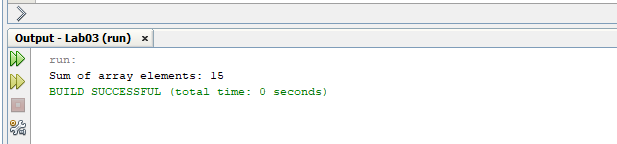 Output - Lab03 (run) ×
run:
Sum of array elements: 15
BUILD SUCCESSFUL (total time: 0 seconds)